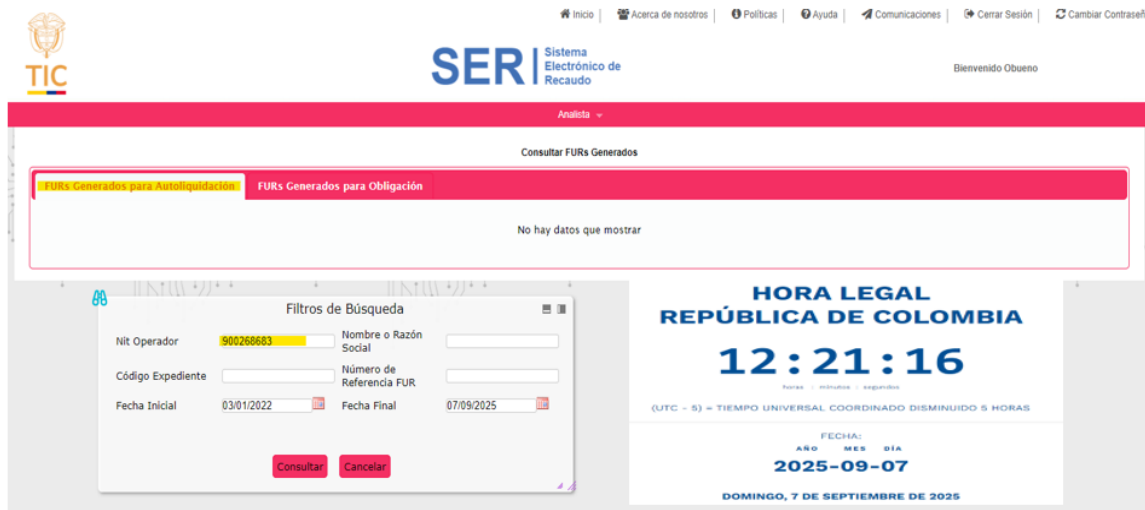 Inicio | Acerca de nosotros | Políticas | Ayuda | Comunicaciones | Cerrar Sesión | Cambiar Contraseñ
TIC
SER | Sistema
Electrónico de
Recaudo
Bienvenido Obueno
Analista
Consultar FURs Generados
FURs Generados para Autoliquidación FURs Generados para Obligación
No hay datos que mostrar
Filtros de Búsqueda
Nit Operador 900268683 Nombre o Razón
Social
Código Expediente Número de
Referencia FUR
Fecha Inicial 03/01/2022 Fecha Final 07/09/2025
Consultar Cancelar
HORA LEGAL
REPÚBLICA DE COLOMBIA
12:21:16
horas : minutos : segundos
(UTC - 5) = TIEMPO UNIVERSAL COORDINADO DISMINUIDO 5 HORAS
FECHA:
AÑO MES DÍA
2025-09-07
DOMINGO, 7 DE SEPTIEMBRE DE 2025